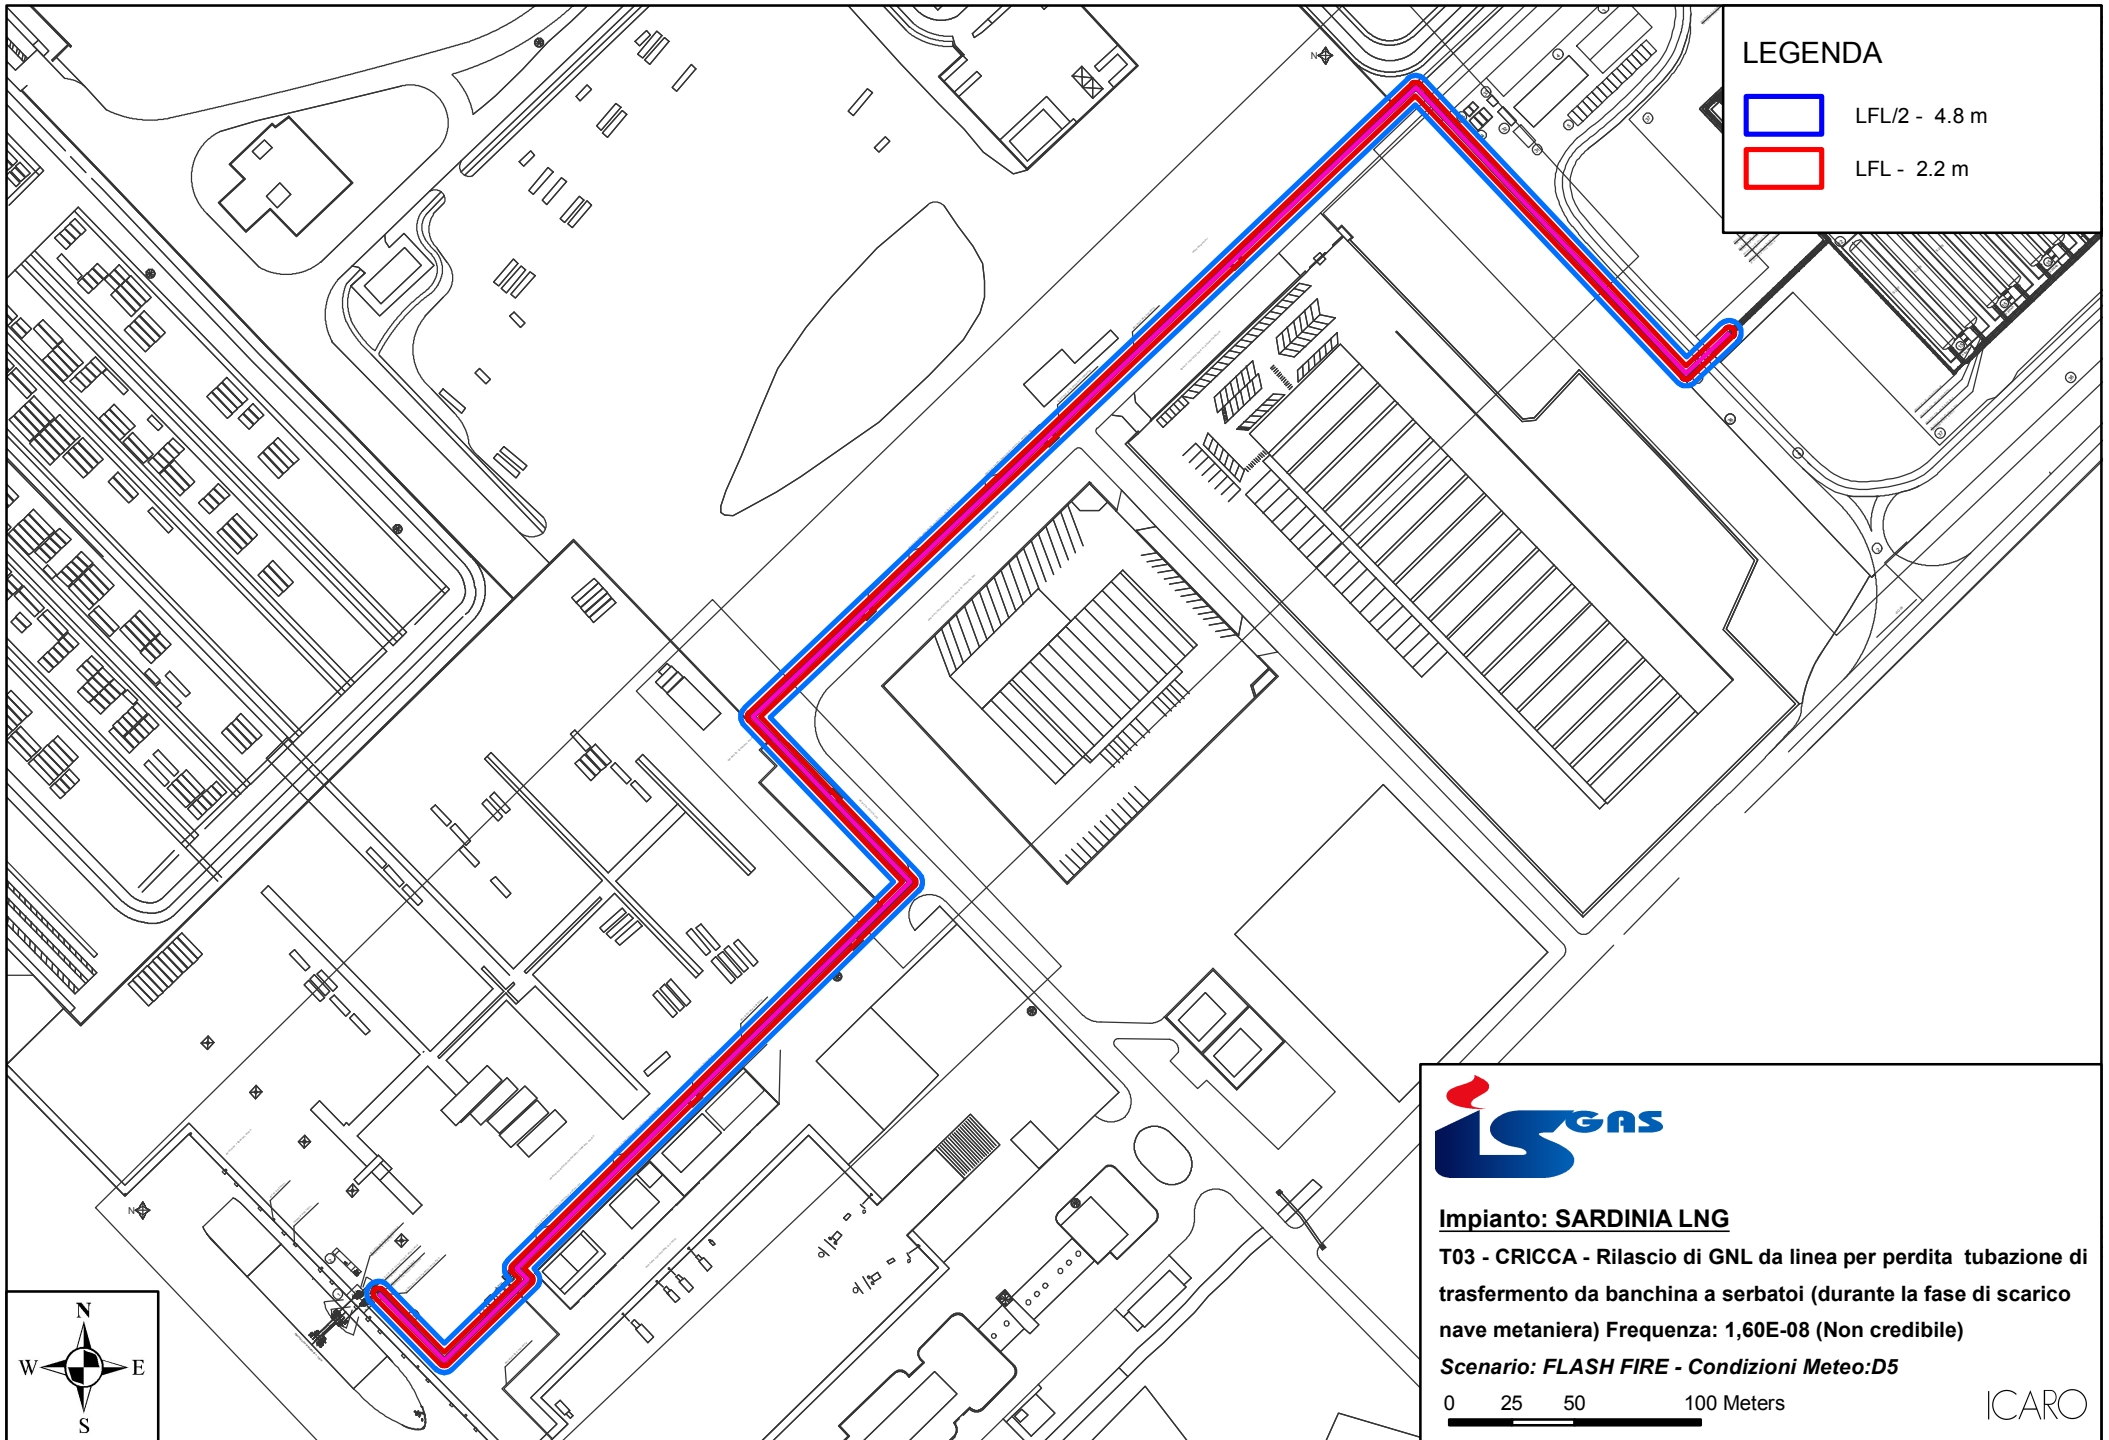 LEGENDA
LFL/2 - 4.8 m
LFL - 2.2 m
N
N
GAS
Impianto: SARDINIA LNG
T03 - CRICCA - Rilascio di GNL da linea per perdita tubazione di
trasfermento da banchina a serbatoi (durante la fase di scarico
nave metaniera) Frequenza: 1,60E-08 (Non credibile)
Scenario: FLASH FIRE - Condizioni Meteo:D5
0 25 50 100 Meters
ICARO
N
W E
S